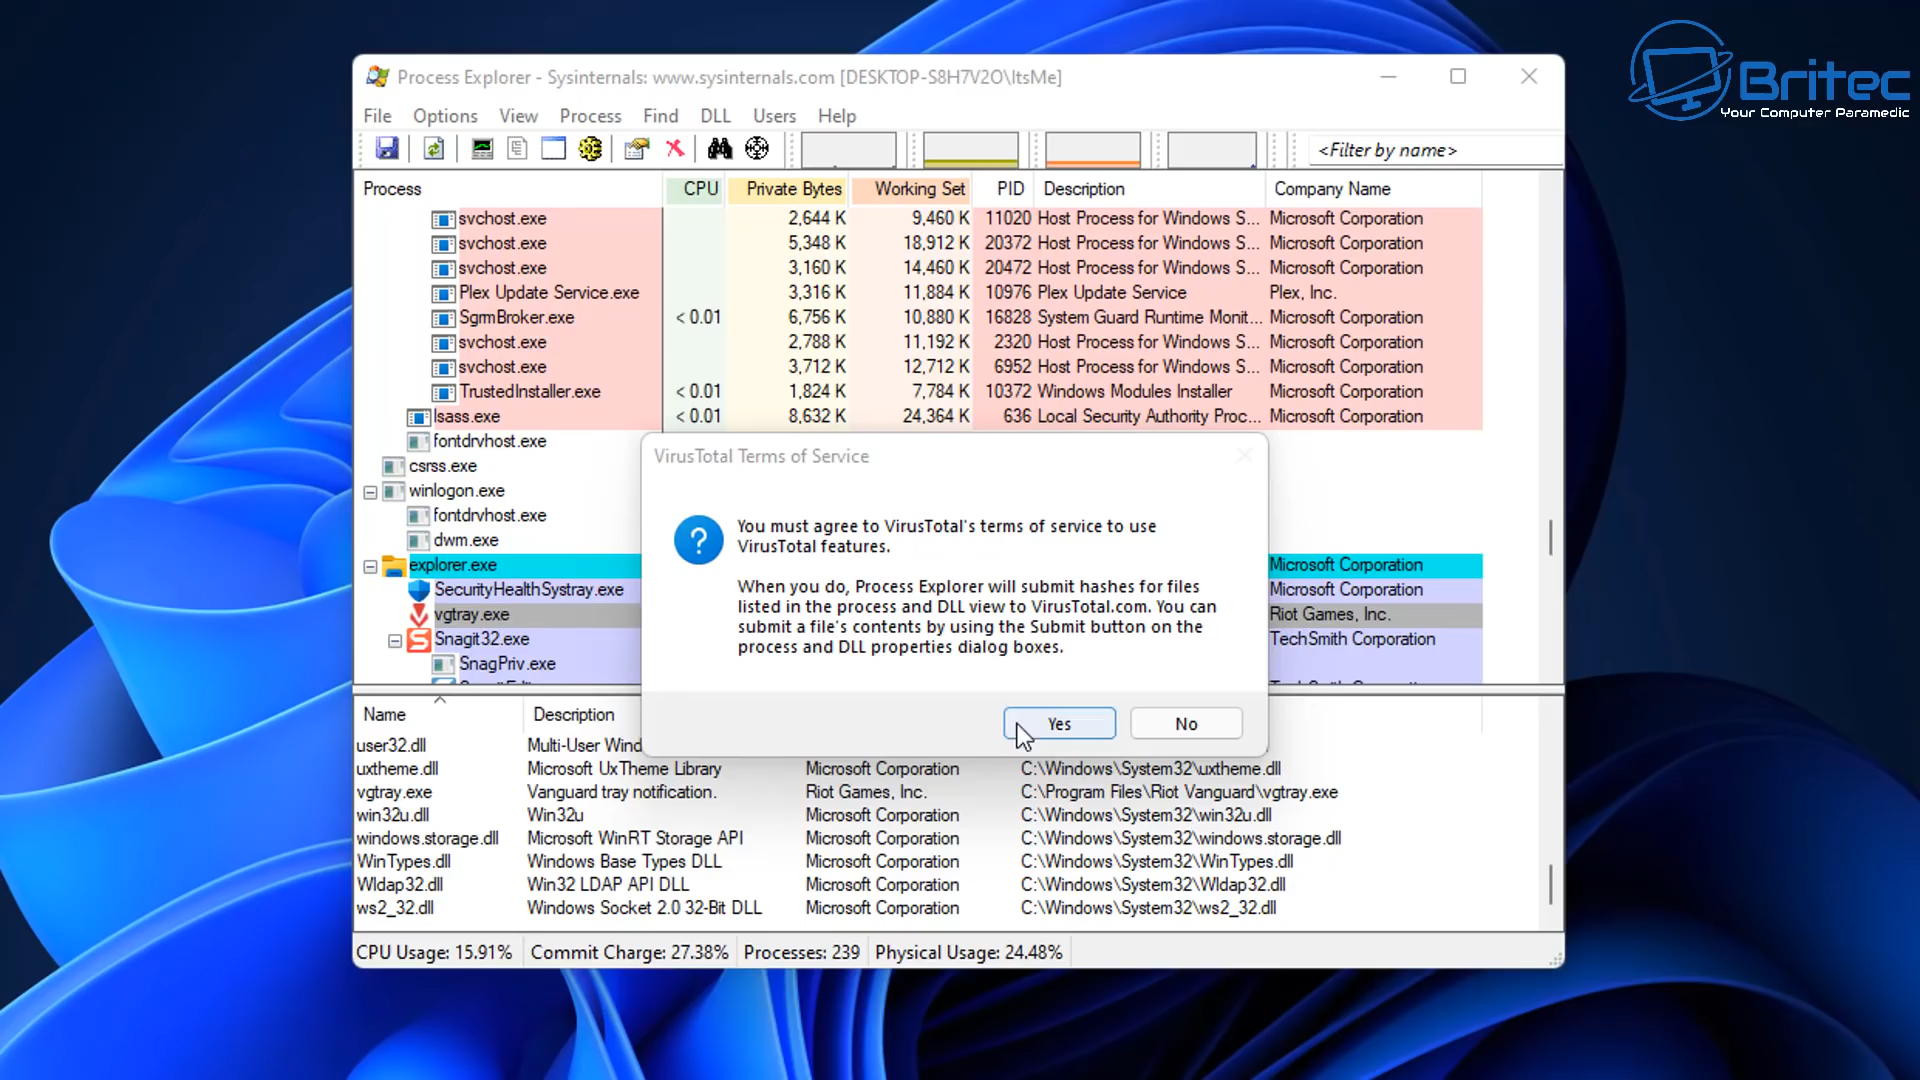 Britec
Your Computer Paramedic
Process Explorer - Sysinternals: www.sysinternals.com [DESKTOP-S8H7V2O\ItsMe]
File Options View Process Find DLL Users Help
<Filter by name>
Process CPU Private Bytes Working Set PID Description Company Name
svchost.exe 2,644 K 9,460 K 11020 Host Process for Windows S... Microsoft Corporation
svchost.exe 5,348 K 18,912 K 20372 Host Process for Windows S... Microsoft Corporation
svchost.exe 3,160 K 14,460 K 20472 Host Process for Windows S... Microsoft Corporation
Plex Update Service.exe 3,316 K 11,884 K 10976 Plex Update Service Plex, Inc.
SgrmBroker.exe < 0.01 6,756 K 10,880 K 16828 System Guard Runtime Monit... Microsoft Corporation
svchost.exe 2,788 K 11,192 K 2320 Host Process for Windows S... Microsoft Corporation
svchost.exe 3,712 K 12,712 K 6952 Host Process for Windows S... Microsoft Corporation
TrustedInstaller.exe < 0.01 1,824 K 7,784 K 10372 Windows Modules Installer Microsoft Corporation
lsass.exe < 0.01 8,632 K 24,364 K 636 Local Security Authority Proc... Microsoft Corporation
fontdrvhost.exe
csrss.exe
winlogon.exe
fontdrvhost.exe
dwm.exe
explorer.exe Microsoft Corporation
SecurityHealthSystray.exe Microsoft Corporation
vgtray.exe Riot Games, Inc.
Snagit32.exe TechSmith Corporation
SnagPriv.exe
VirusTotal Terms of Service
You must agree to VirusTotal's terms of service to use
VirusTotal features.
When you do, Process Explorer will submit hashes for files
listed in the process and DLL view to VirusTotal.com. You can
submit a file's contents by using the Submit button on the
process and DLL properties dialog boxes.
Yes No
Name Description
user32.dll Multi-User Wind
uxtheme.dll Microsoft UxTheme Library Microsoft Corporation C:\Windows\System32\uxtheme.dll
vgtray.exe Vanguard tray notification. Riot Games, Inc. C:\Program Files\Riot Vanguard\vgtray.exe
win32u.dll Win32u Microsoft Corporation C:\Windows\System32\win32u.dll
windows.storage.dll Microsoft WinRT Storage API Microsoft Corporation C:\Windows\System32\windows.storage.dll
WinTypes.dll Windows Base Types DLL Microsoft Corporation C:\Windows\System32\WinTypes.dll
Wldap32.dll Win32 LDAP API DLL Microsoft Corporation C:\Windows\System32\Wldap32.dll
ws2_32.dll Windows Socket 2.0 32-Bit DLL Microsoft Corporation C:\Windows\System32\ws2_32.dll
CPU Usage: 15.91% Commit Charge: 27.38% Processes: 239 Physical Usage: 24.48%